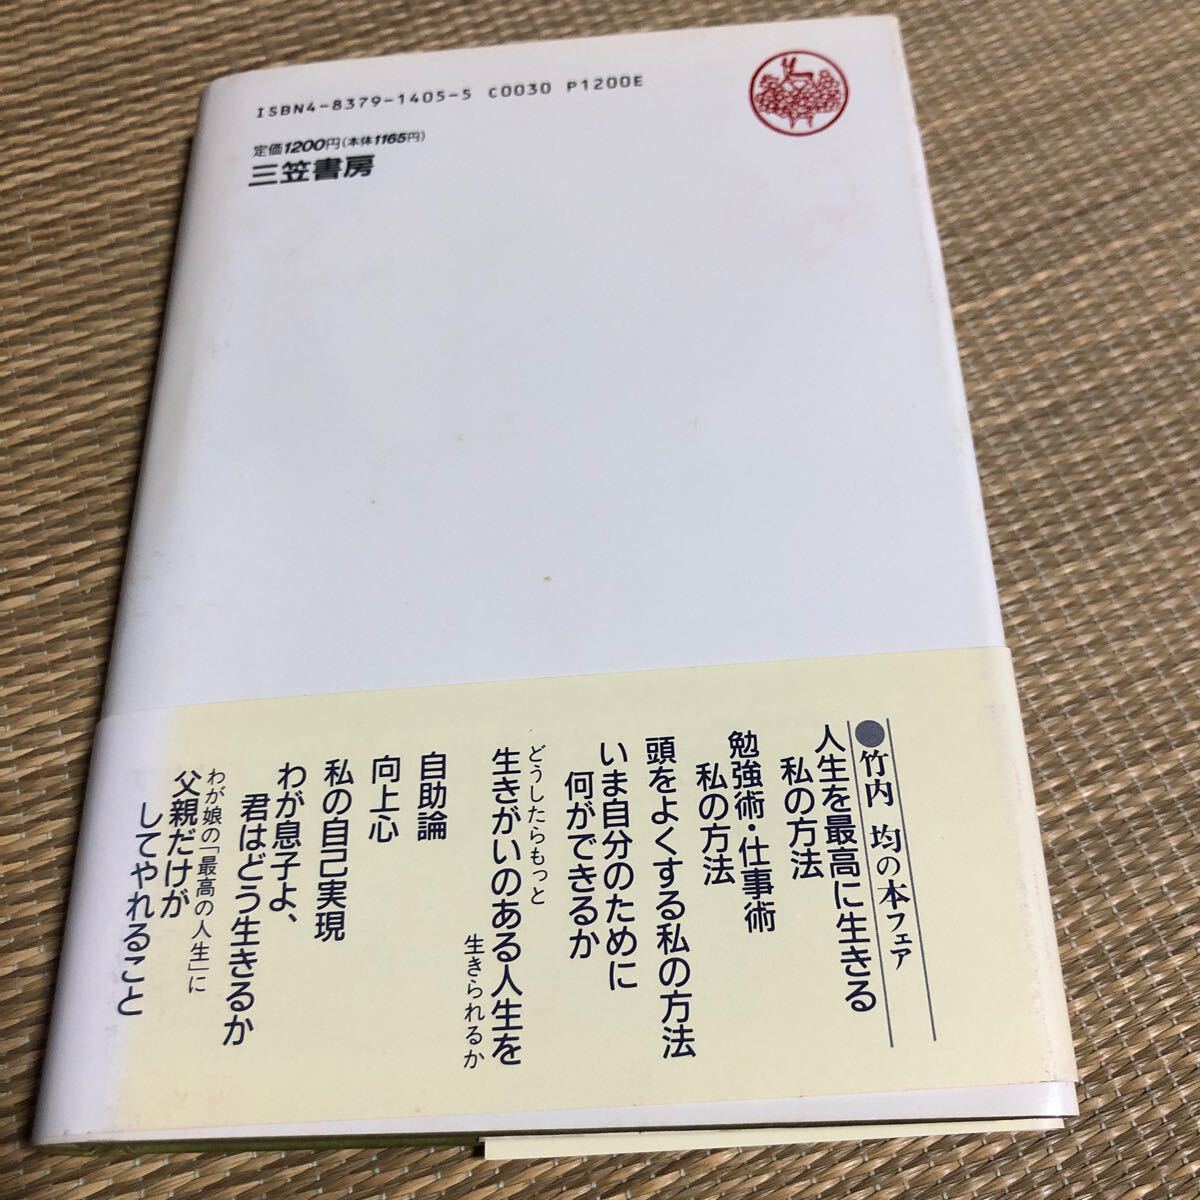 ISBN4-8379-1405-5 C0030 P1200E
定価1200円(本体1165円)
三笠書房
●竹内 均の本フェア
人生を最高に生きる
私の方法
勉強術・仕事術
私の方法
頭をよくする私の方法
いま自分のために
何ができるか
どうしたらもっと
生きがいのある人生を
生きられるか
自助論
向上心
私の自己実現
わが息子よ、
君はどう生きるか
わが娘の「最高の人生」に
父親だけが
してやれること